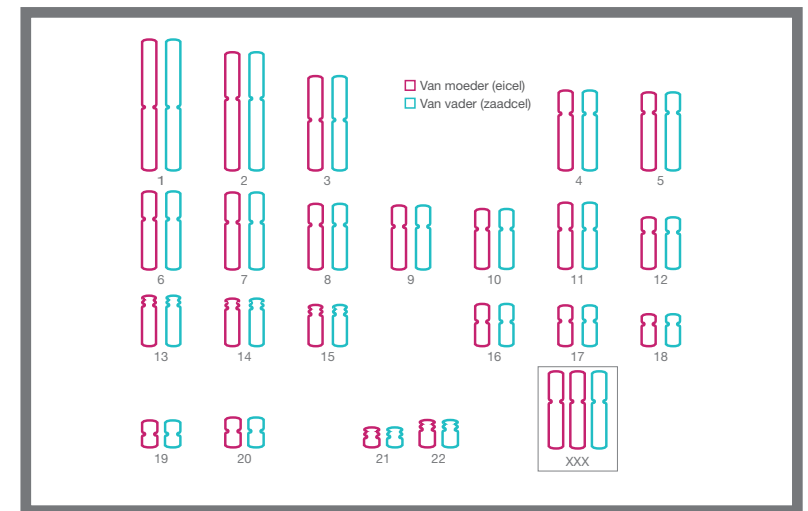 Van moeder (eicel)
Van vader (zaadcel)
1 2 3 4 5
6 7 8 9 10 11 12
13 14 15 16 17 18
19 20 21 22 XXX